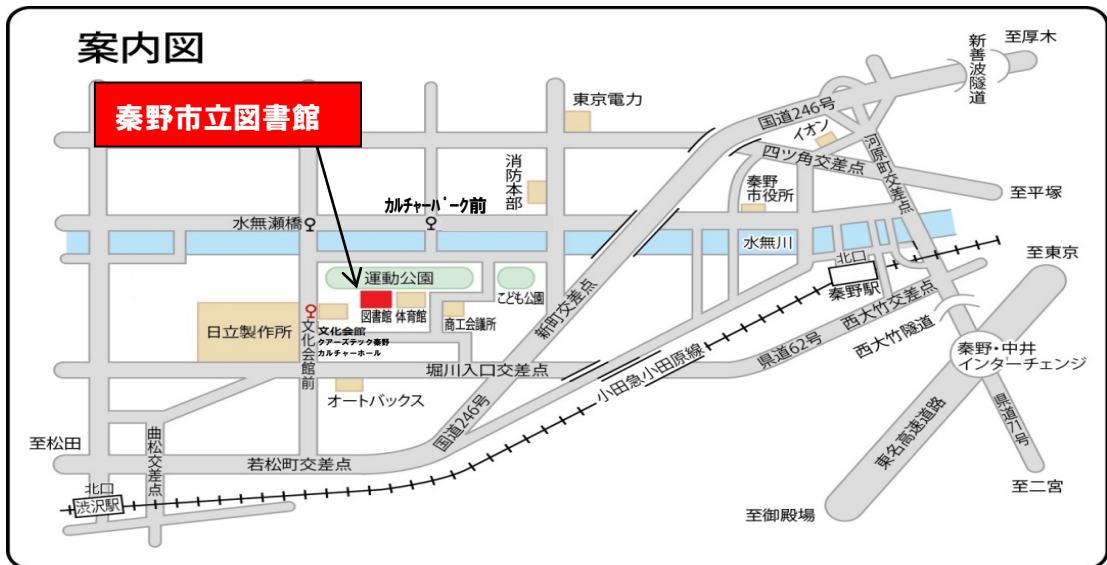 案内図
秦野市立図書館
東京電力
国道246号
新善波隧道
至厚木
イオン
四ツ角交差点
河原町交差点
至平塚
消防本部
秦野
市役所
カルチャーパーク前
水無瀬橋
水無川
北口
秦野駅
至東京
運動公園
こども公園
図書館
体育館
商工会議所
新町交差点
日立製作所
文化会館前
文化会館
クアーズテック秦野
カルチャーホール
西大竹交差点
西大竹隧道
県道62号
秦野・中井
インターチェンジ
堀川入口交差点
小田急小田原線
オートバックス
国道246号
県道71号
東名高速道路
至松田
曲松交差点
若松町交差点
北口
渋沢駅
至二宮
至御殿場